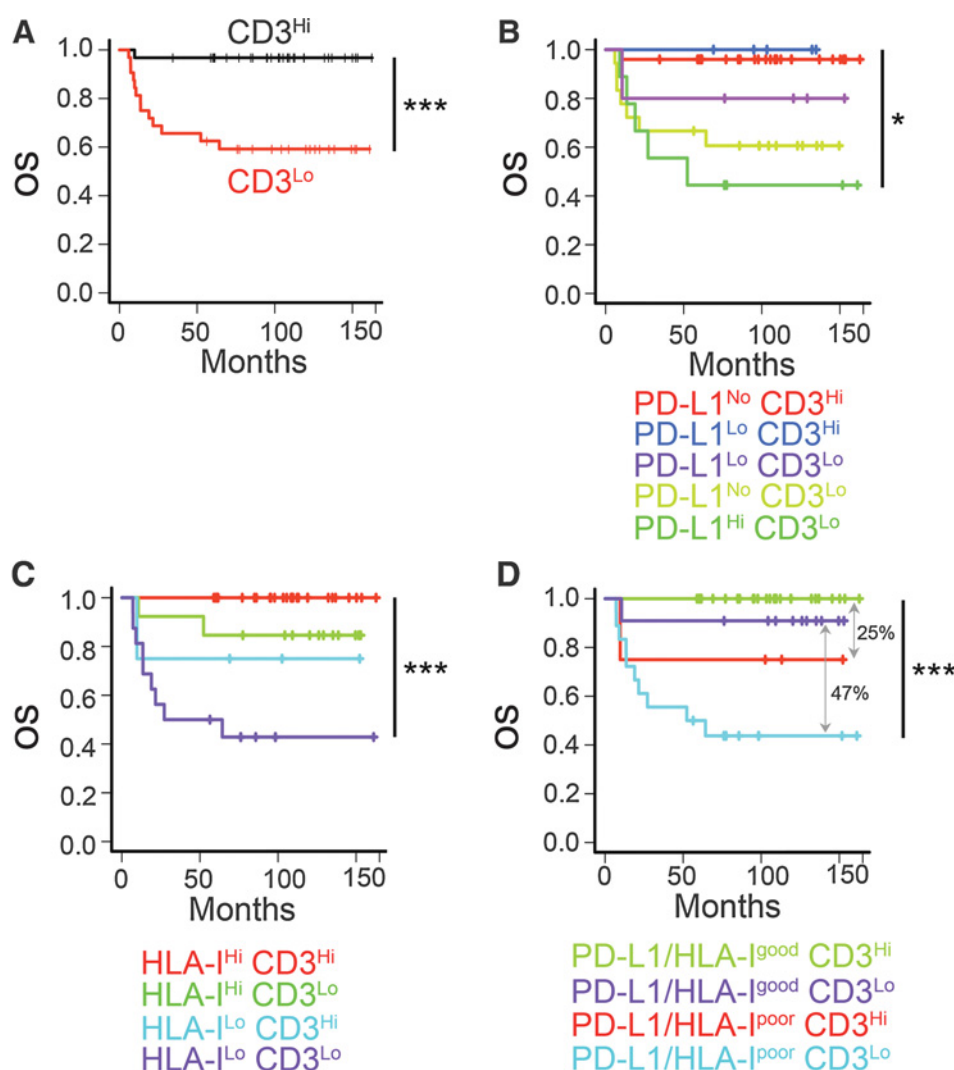 A
CD3Hi
1.0
0.8
0.6
0.4
0.2
0.0
OS
***
CD3Lo
0 50 100 150
Months
B
1.0
0.8
0.6
0.4
0.2
0.0
OS
*
0 50 100 150
Months
PD-L1No CD3Hi
PD-L1Lo CD3Hi
PD-L1Lo CD3Lo
PD-L1No CD3Lo
PD-L1Hi CD3Lo
C
1.0
0.8
0.6
0.4
0.2
0.0
OS
***
0 50 100 150
Months
HLA-IHi CD3Hi
HLA-IHi CD3Lo
HLA-ILo CD3Hi
HLA-ILo CD3Lo
D
1.0
0.8
0.6
0.4
0.2
0.0
OS
25%
47%
***
0 50 100 150
Months
PD-L1/HLA-Igood CD3Hi
PD-L1/HLA-Igood CD3Lo
PD-L1/HLA-Ipoor CD3Hi
PD-L1/HLA-Ipoor CD3Lo